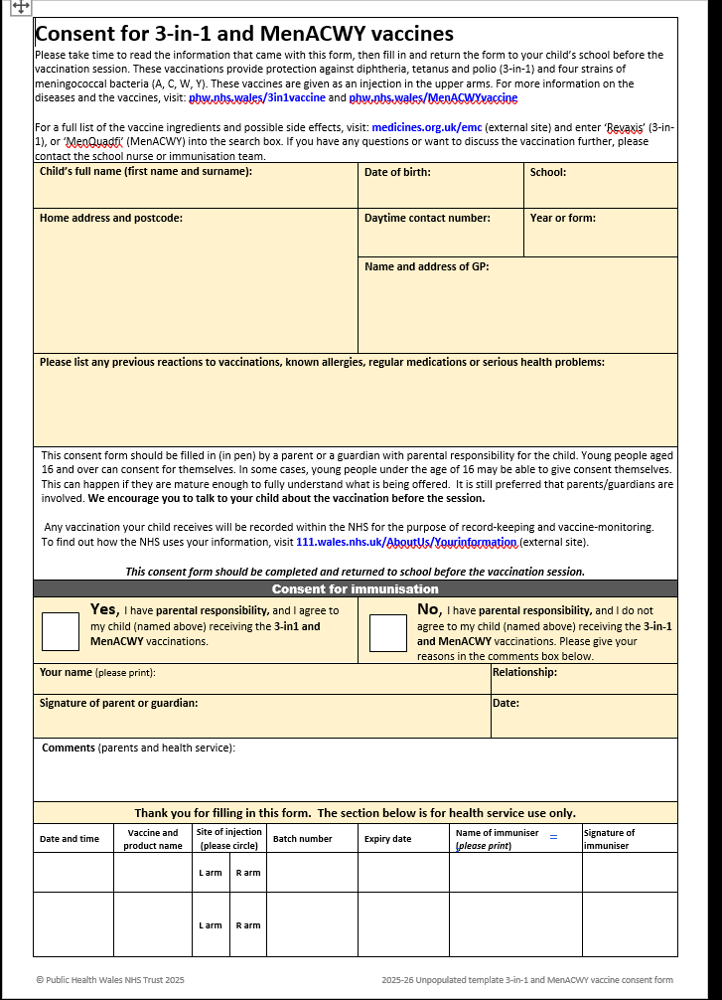 Consent for 3-in-1 and MenACWY vaccines
Please take time to read the information that came with this form, then fill in and return the form to your child's school before the
vaccination session. These vaccinations provide protection against diphtheria, tetanus and polio (3-in-1) and four strains of
meningococcal bacteria (A, C, W, Y). These vaccines are given as an injection in the upper arms. For more information on the
diseases and the vaccines, visit: phw.nhs.wales/3in1vaccine and phw.nhs.wales/MenACWYvaccine
For a full list of the vaccine ingredients and possible side effects, visit: medicines.org.uk/emc (external site) and enter 'Revaxis' (3-in-
1), or 'MenQuadfi' (MenACWY) into the search box. If you have any questions or want to discuss the vaccination further, please
contact the school nurse or immunisation team.
Child's full name (first name and surname):
Date of birth:
School:
Home address and postcode:
Daytime contact number:
Year or form:
Name and address of GP:
Please list any previous reactions to vaccinations, known allergies, regular medications or serious health problems:
This consent form should be filled in (in pen) by a parent or a guardian with parental responsibility for the child. Young people aged
16 and over can consent for themselves. In some cases, young people under the age of 16 may be able to give consent themselves.
This can happen if they are mature enough to fully understand what is being offered. It is still preferred that parents/guardians are
involved. We encourage you to talk to your child about the vaccination before the session.
Any vaccination your child receives will be recorded within the NHS for the purpose of record-keeping and vaccine-monitoring.
To find out how the NHS uses your information, visit 111.wales.nhs.uk/AboutUs/Yourinformation (external site).
This consent form should be completed and returned to school before the vaccination session.
Consent for immunisation
Yes, I have parental responsibility, and I agree to
my child (named above) receiving the 3-in1 and
MenACWY vaccinations.
No, I have parental responsibility, and I do not
agree to my child (named above) receiving the 3-in-1
and MenACWY vaccinations. Please give your
reasons in the comments box below.
Your name (please print):
Relationship:
Signature of parent or guardian:
Date:
Comments (parents and health service):
Thank you for filling in this form. The section below is for health service use only.
Date and time
Vaccine and
product name
Site of injection
(please circle)
Batch number
Expiry date
Name of immuniser =
(please print)
Signature of
immuniser
L arm
R arm
L arm
R arm
© Public Health Wales NHS Trust 2025
2025-26 Unpopulated template 3-in-1 and MenACWY vaccine consent form